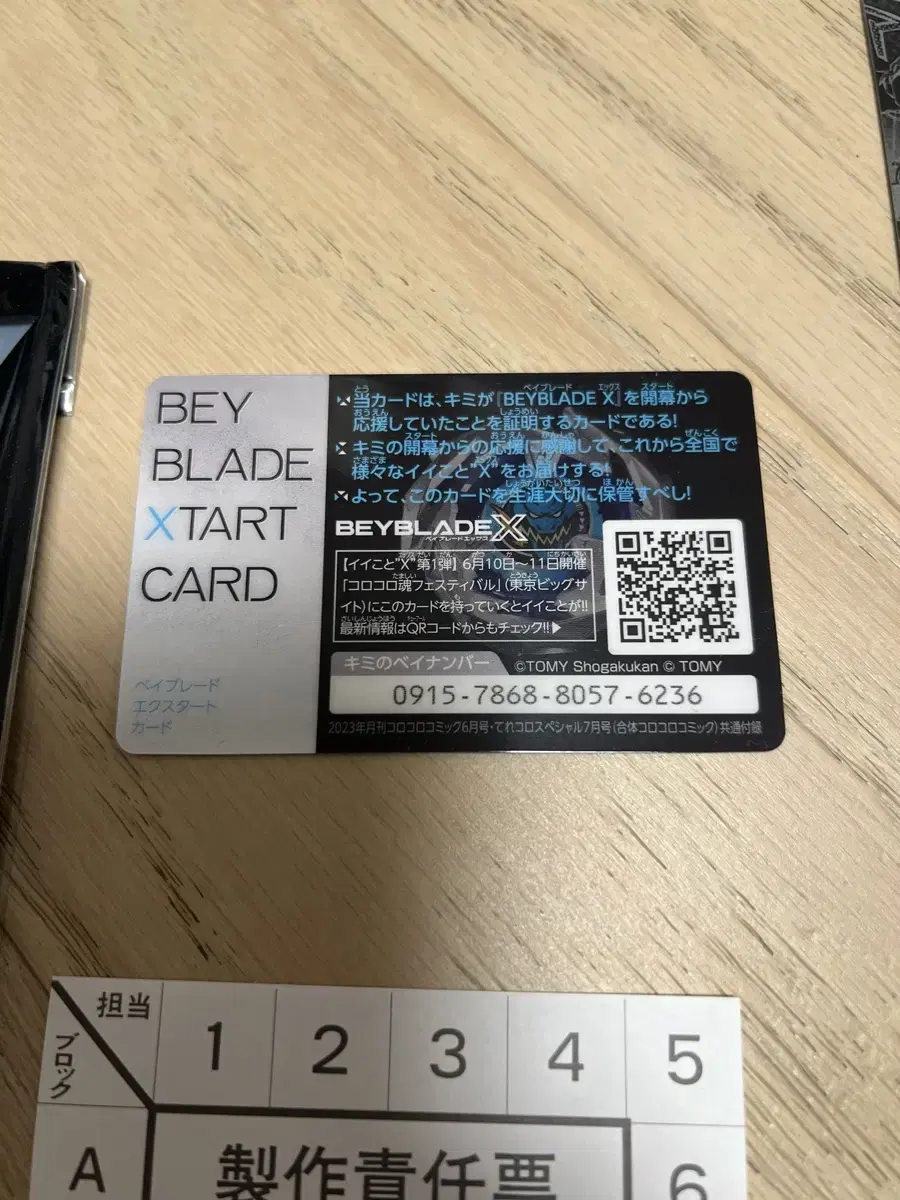 BEY
BLADE
XTART
CARD
ベイブレード
エクスタート
カード
当カードは、キミが[BEYBLADE X]を開幕から
応援していたことを証明するカードである!
キミの開幕からの応援に感謝して、これから全国で
様々なイイこと"X"をお届けする!
よって、このカードを生涯大切に保管すべし!
BEYBLADE X
ベイブレードエックス
【イイこと"X"第1弾】6月10日〜11日開催
「コロコロ魂フェスティバル」(東京ビッグサ
イト)にこのカードを持っていくとイイことが!!
最新情報はQRコードからもチェック!!▶
キミのベイナンバー
©TOMY Shogakukan © TOMY
0915-7868-8057-6236
2023年月刊コロコロコミック6月号・てれコロスペシャル7月号(合体コロコロコミック)共通付録
担当
ブロック
1 2 3 4 5
A
製作責任票
6